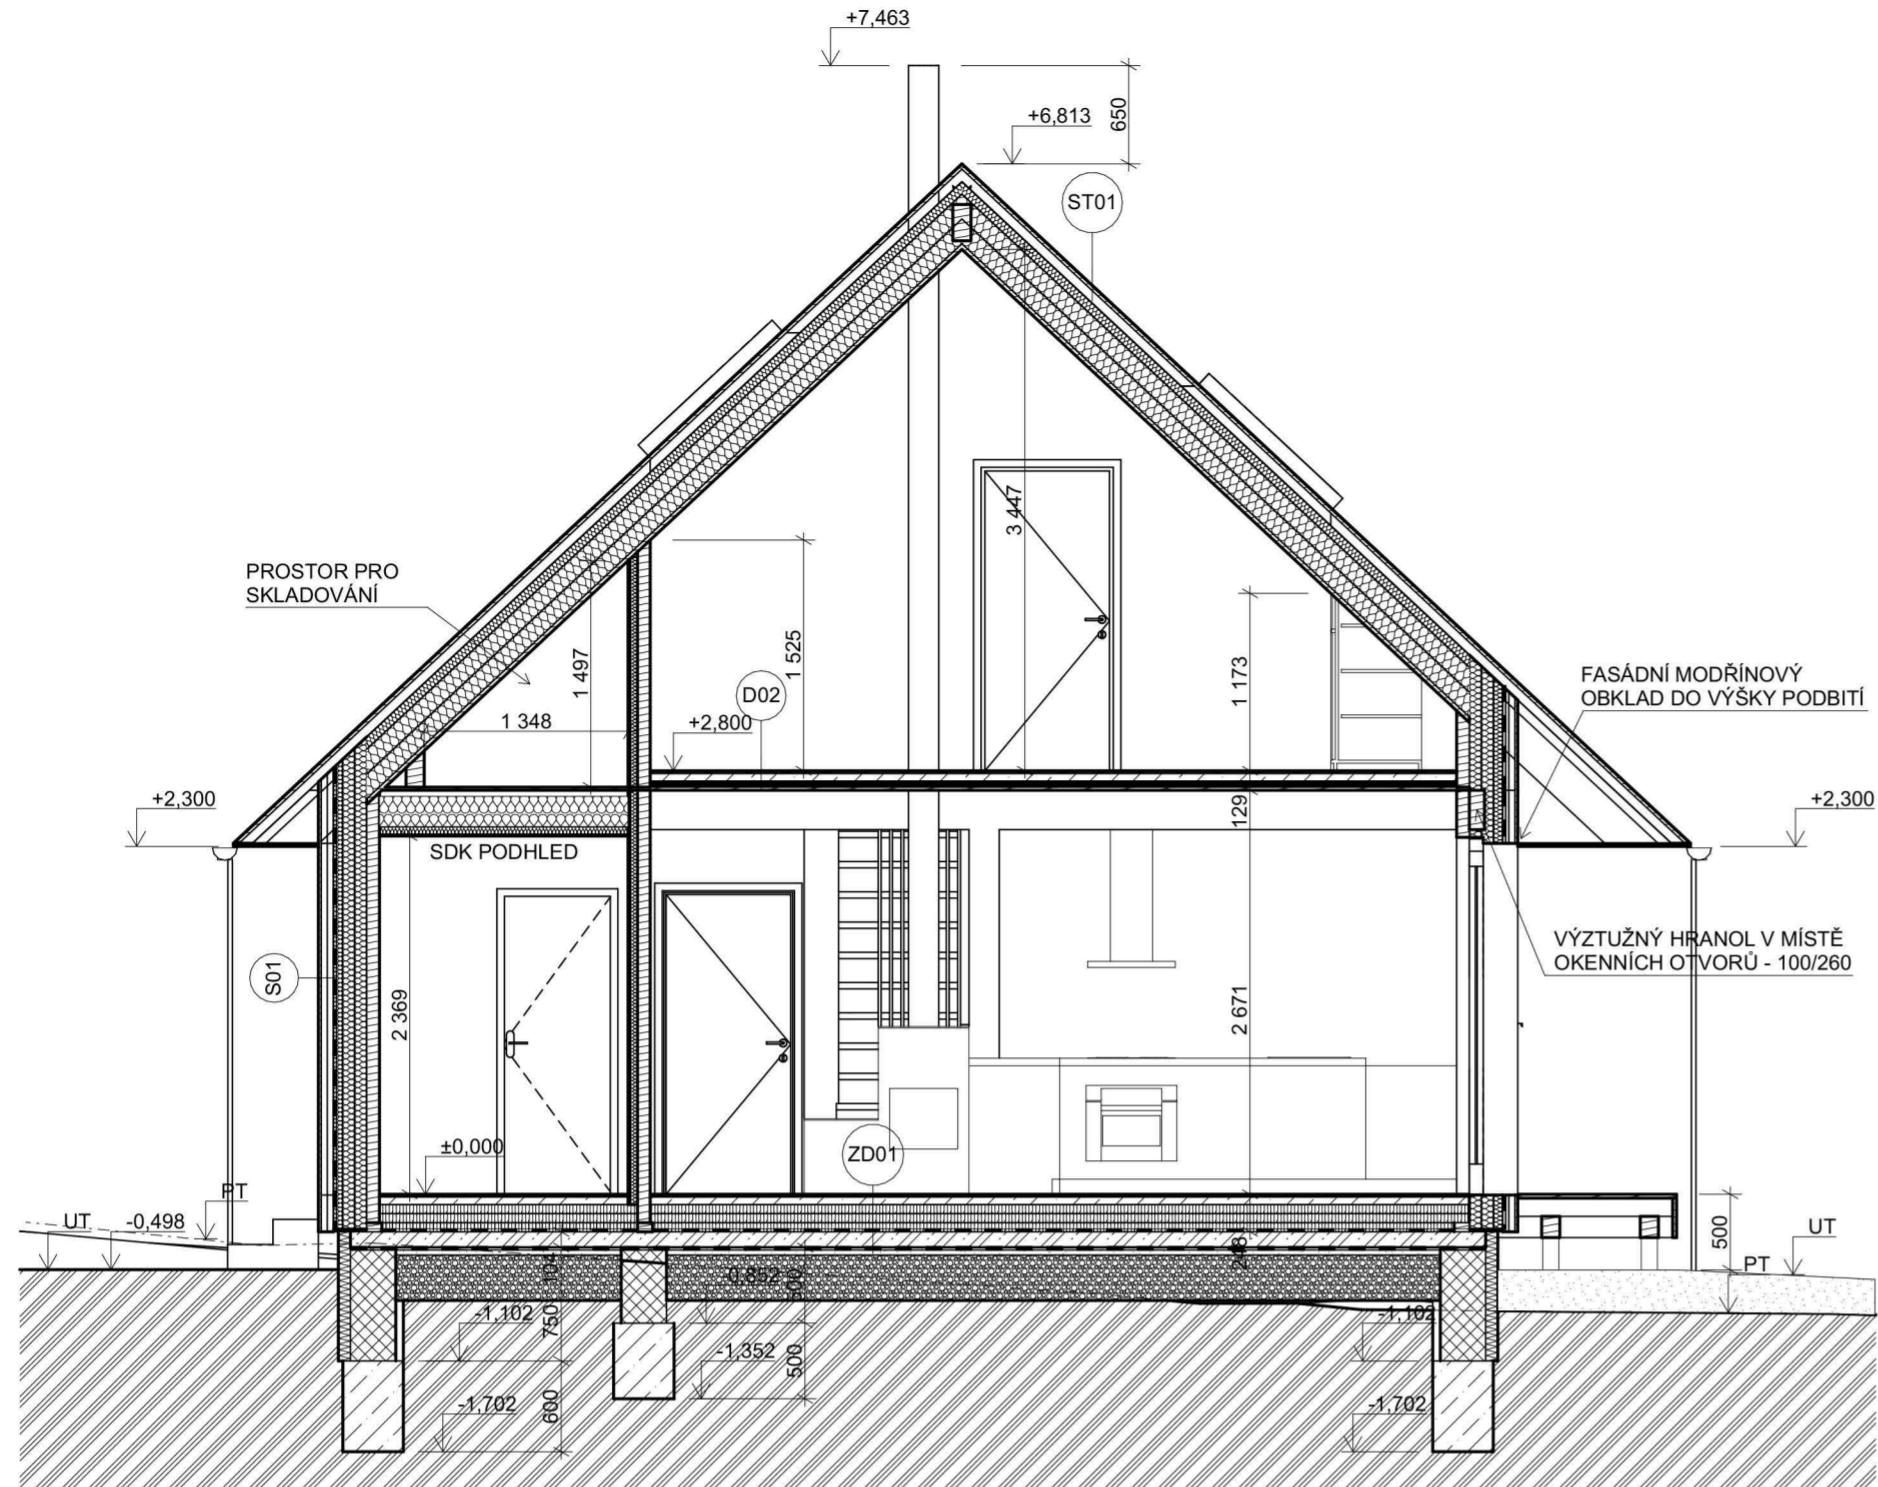 +7,463
650
+6,813
ST01
PROSTOR PRO
SKLADOVÁNÍ
3 447
1 497
1 525
1 173
D02
FASÁDNÍ MODŘÍNOVÝ
OBKLAD DO VÝŠKY PODBITÍ
1 348
+2,800
+2,300
129
+2,300
SDK PODHLED
VÝZTUŽNÝ HRANOL V MÍSTĚ
OKENNÍCH OTVORŮ - 100/260
S01
2 369
2 671
±0,000
ZD01
PT
UT
-0,498
500
UT
248
PT
104
-0,852
500
750
-1,102
-1,102
-1,352
500
-1,702
600
-1,702